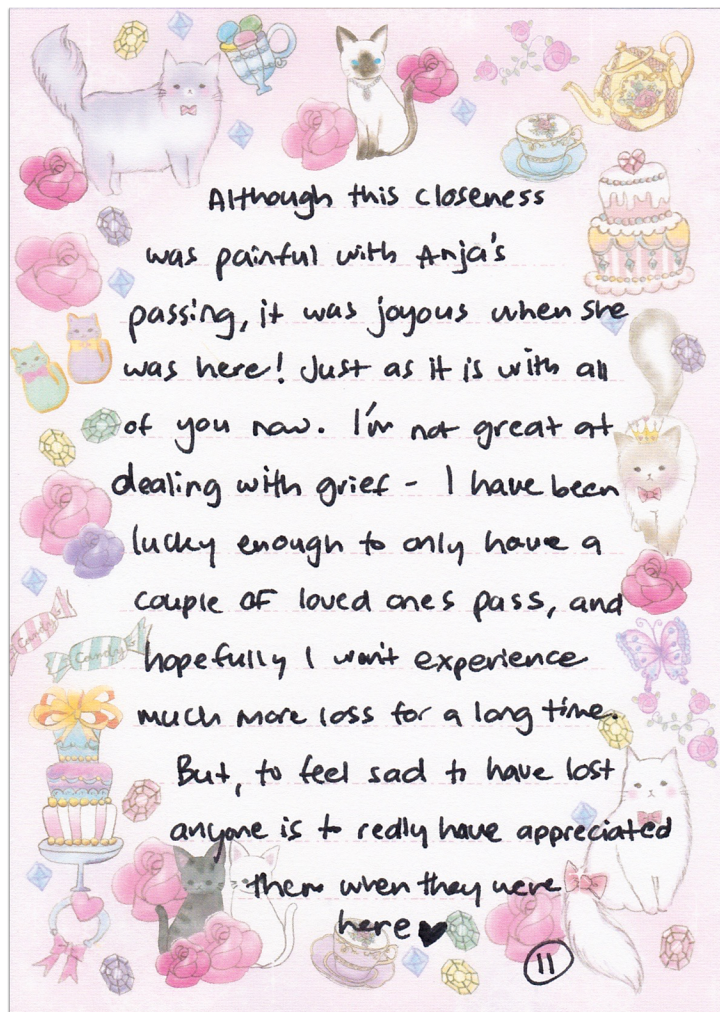 Although this closeness
was painful with Anja's
passing, it was joyous when she
was here! Just as it is with all
of you now. I'm not great at
dealing with grief - I have been
lucky enough to only have a
couple of loved ones pass, and
hopefully I won't experience
much more loss for a long time.
But, to feel sad to have lost
anyone is to really have appreciated
them when they were
here ♥
11
Candy
Candy